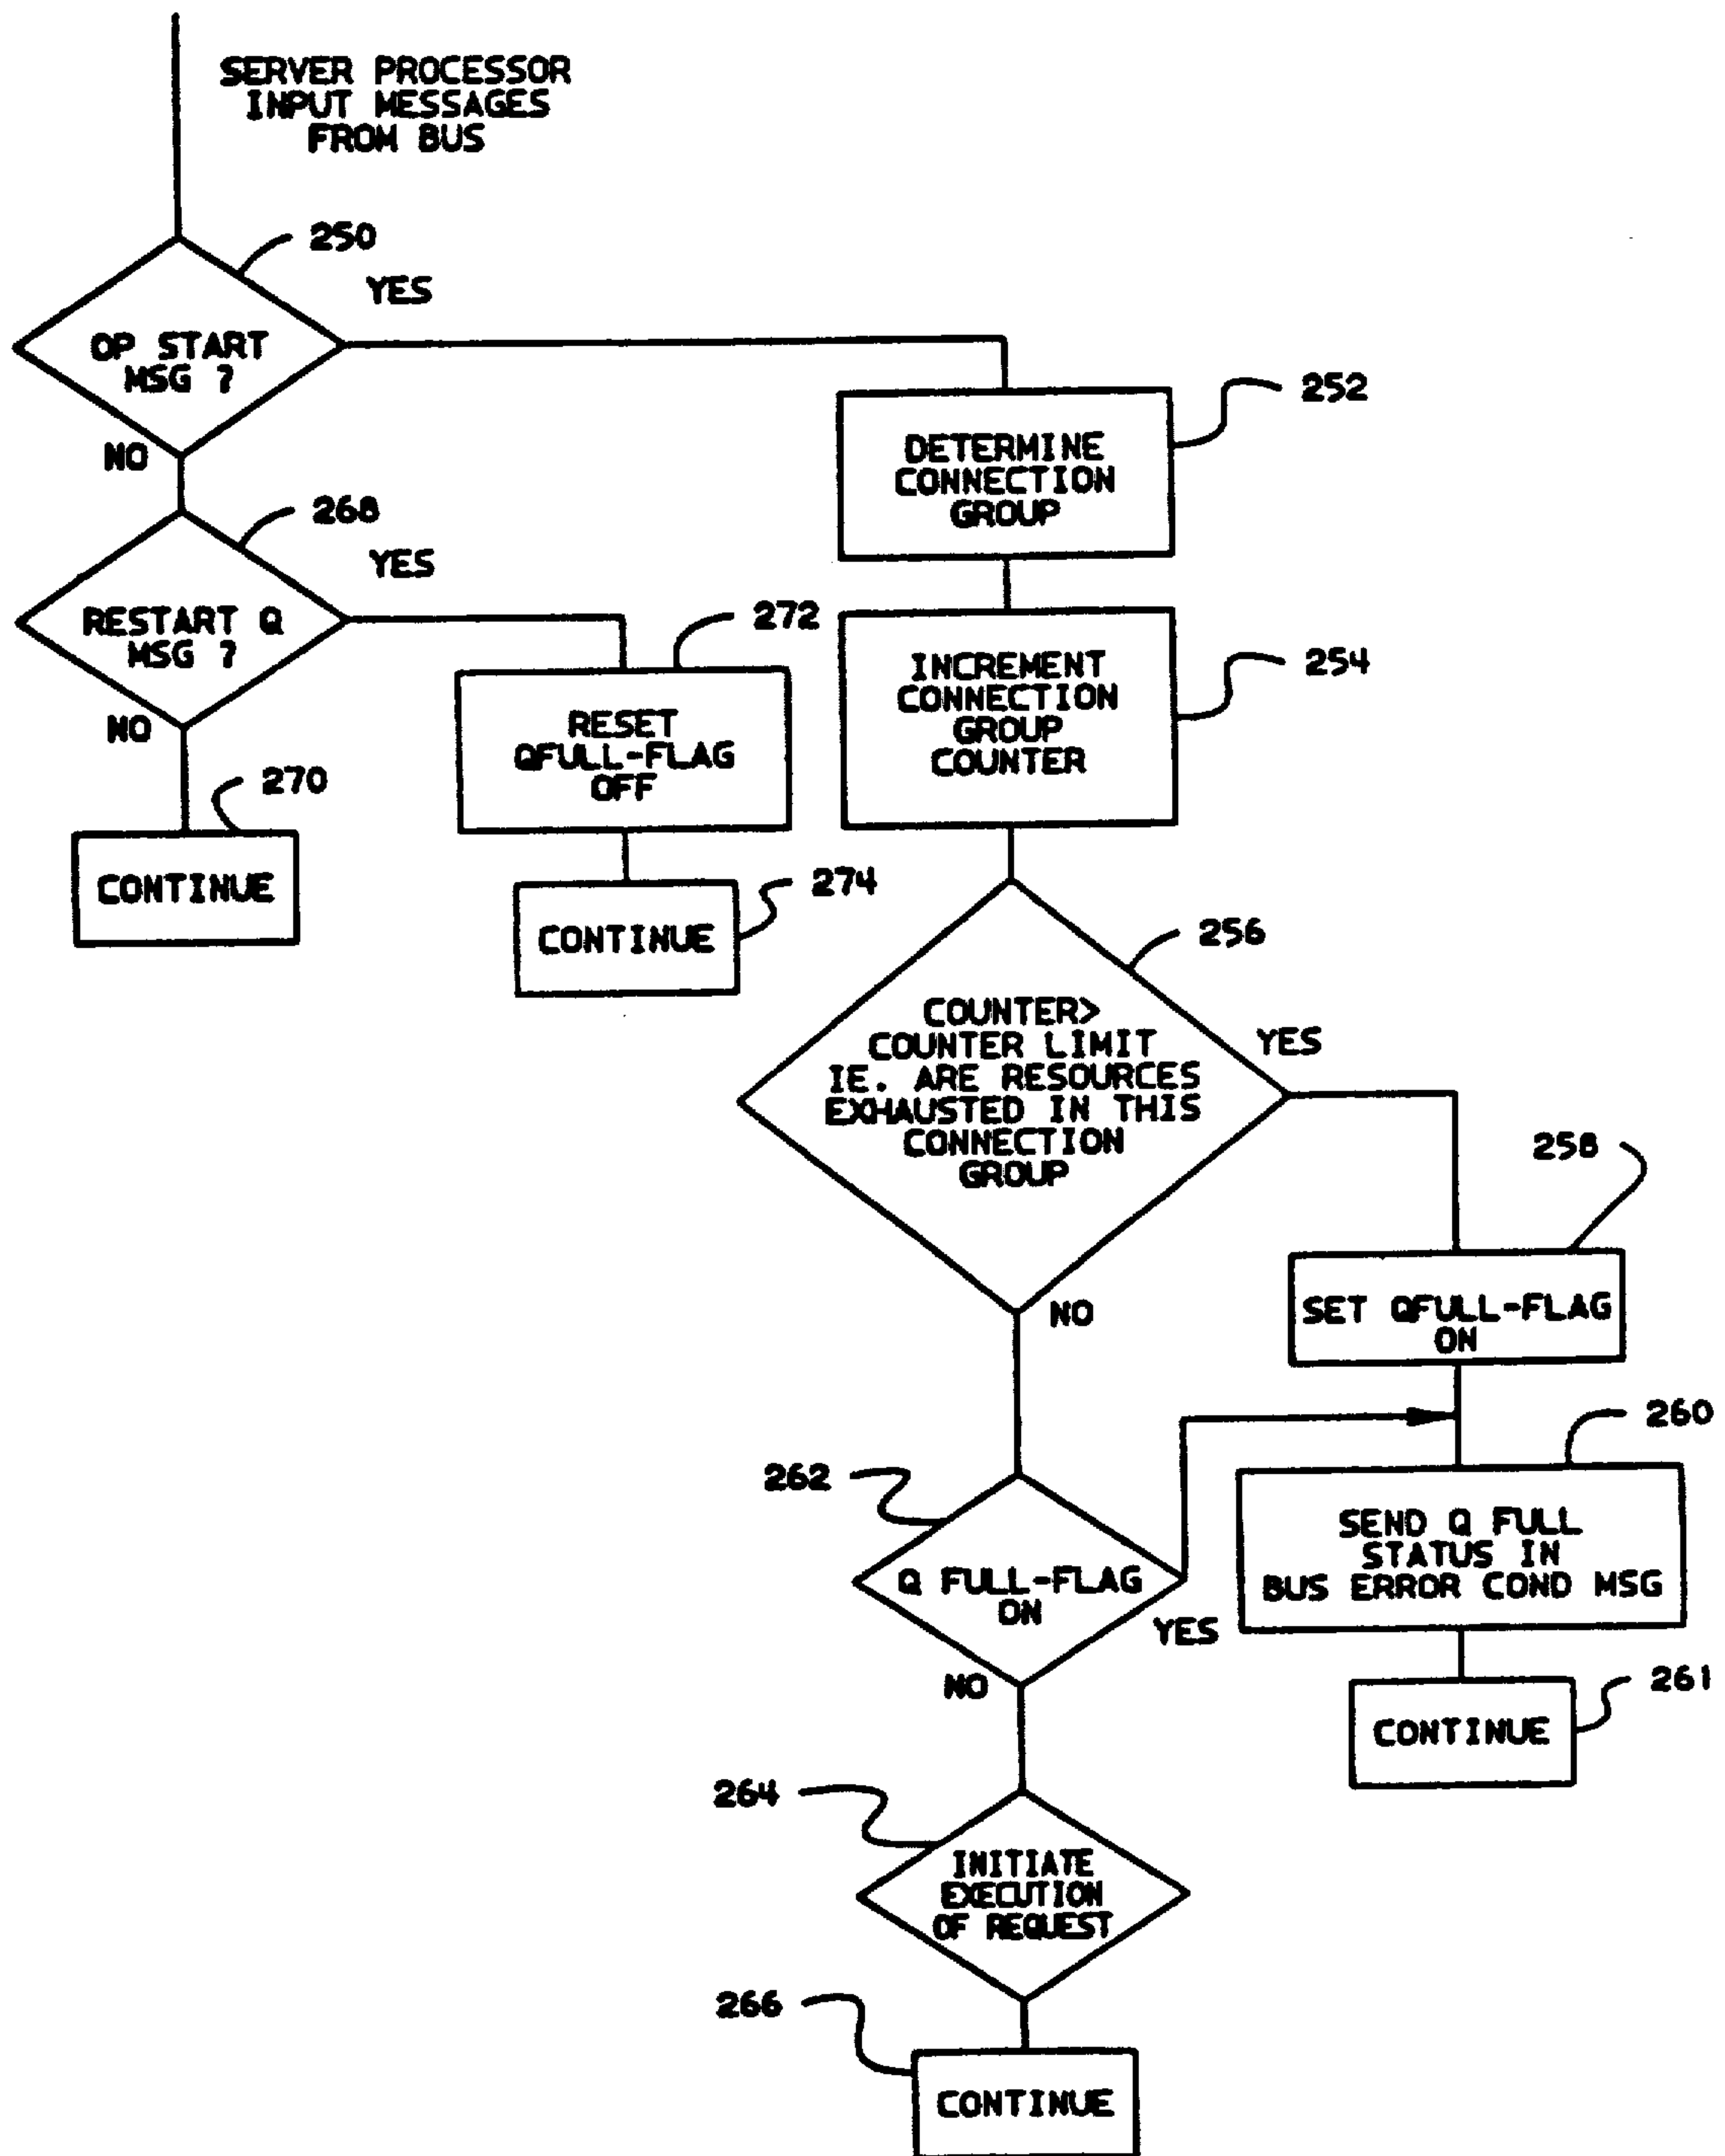 SERVER PROCESSOR
INPUT MESSAGES
FROM BUS
250
YES
OP START
MSG ?
NO
252
DETERMINE
CONNECTION
GROUP
268
YES
RESTART Q
MSG ?
NO
272
RESET
QFULL-FLAG
OFF
254
INCREMENT
CONNECTION
GROUP
COUNTER
270
CONTINUE
274
CONTINUE
256
COUNTER>
COUNTER LIMIT
IE. ARE RESOURCES
EXHAUSTED IN THIS
CONNECTION
GROUP
YES
NO
258
SET QFULL-FLAG
ON
260
SEND Q FULL
STATUS IN
BUS ERROR COND MSG
262
Q FULL-FLAG
ON
YES
NO
261
CONTINUE
264
INITIATE
EXECUTION
OF REQUEST
266
CONTINUE